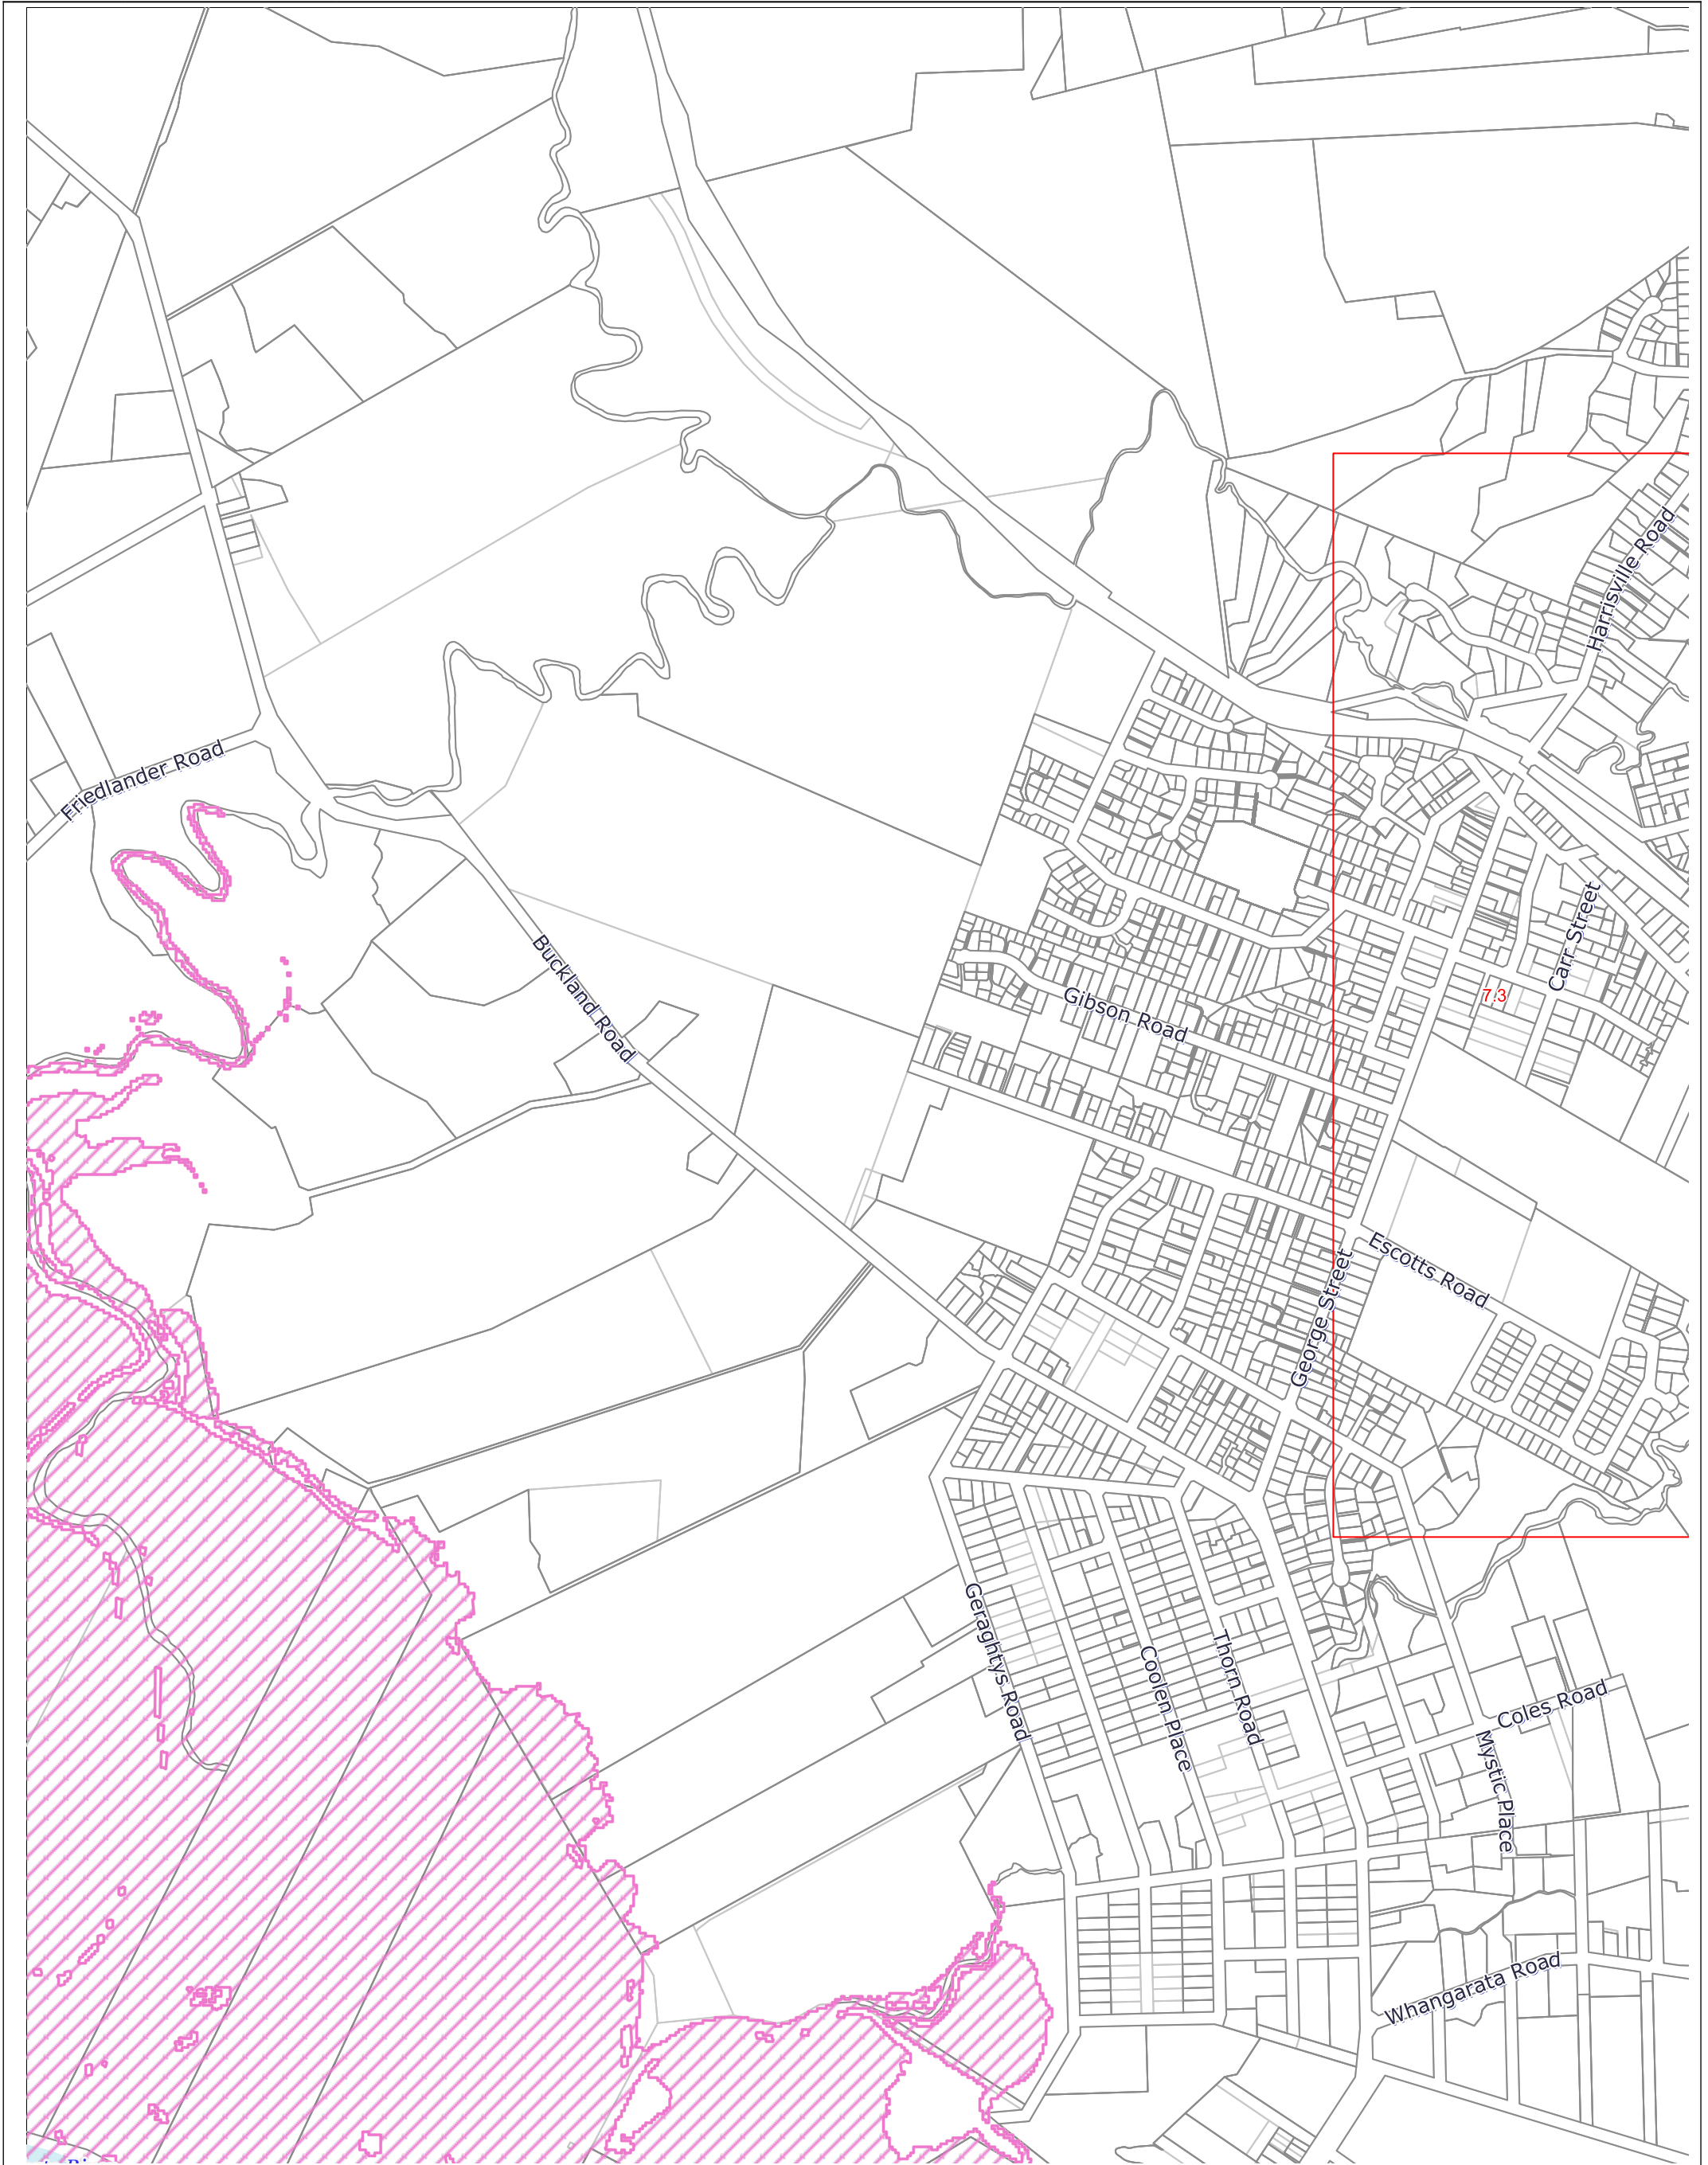 Harrisville Road
Friedlander Road
Carr Street
Buckland Road
7.3
Gibson Road
Escotts Road
George Street
Geraghtys Road
Thorn Road
Coolen Place
Coles Road
Mystic Place
Whangarata Road